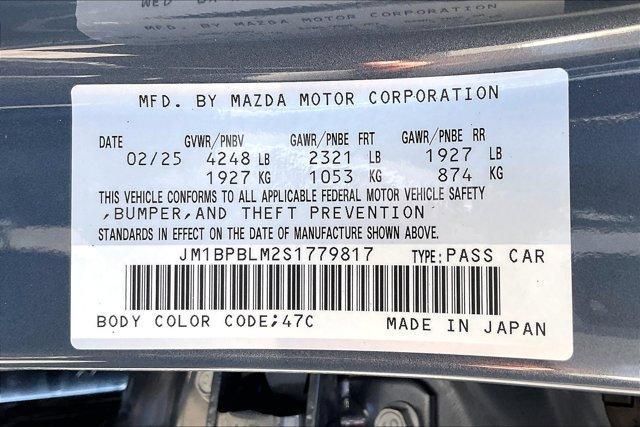 MFD. BY MAZDA MOTOR CORPORATION
DATE GVWR/PNBV GAWR/PNBE FRT GAWR/PNBE RR
02/25 4248 LB 2321 LB 1927 LB
1927 KG 1053 KG 874 KG
THIS VEHICLE CONFORMS TO ALL APPLICABLE FEDERAL MOTOR VEHICLE SAFETY
,BUMPER,AND THEFT PREVENTION
STANDARDS IN EFFECT ON THE DATE OF MANUFACTURE SHOWN ABOVE.
JM1BPBLM2S1779817 TYPE:PASS CAR
BODY COLOR CODE;47C MADE IN JAPAN